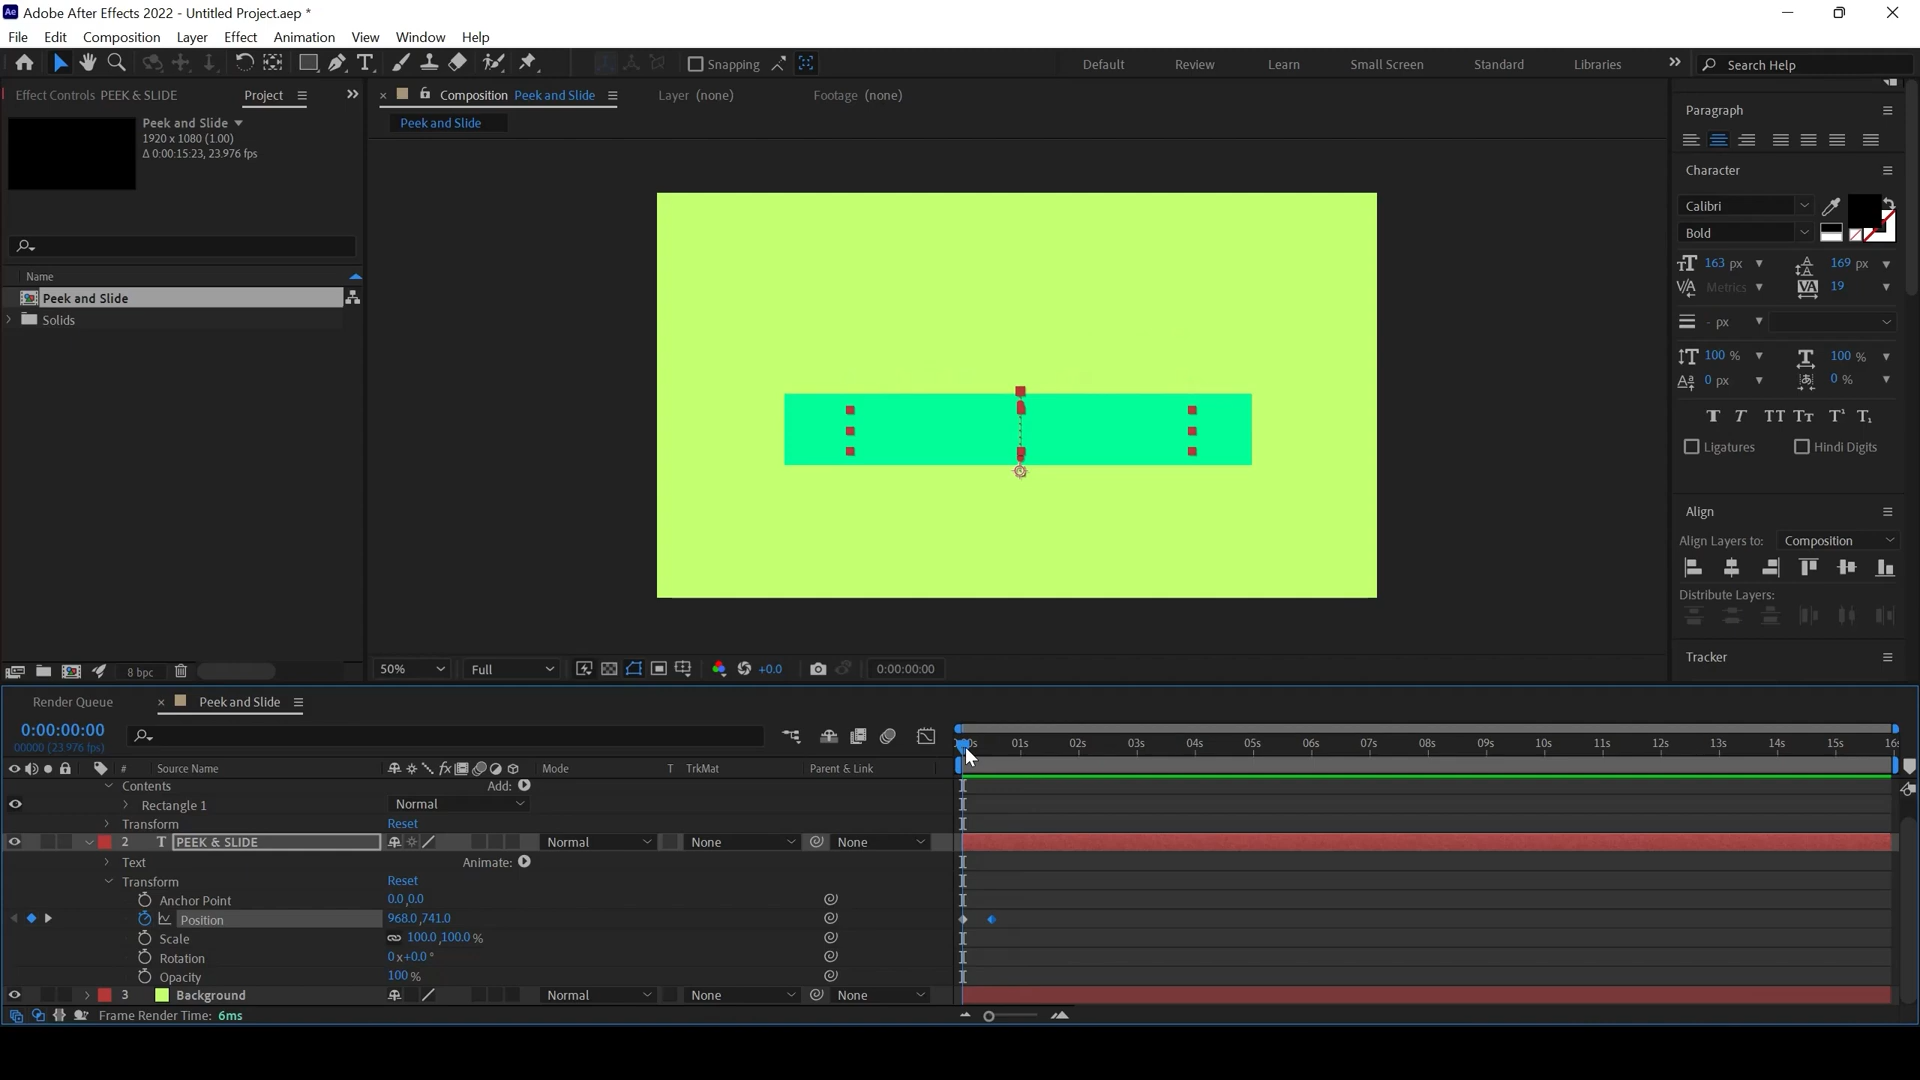 Adobe After Effects 2022 - Untitled Project.aep *
File Edit Composition Layer Effect Animation View Window Help
Snapping Default Review Learn Small Screen Standard Libraries Search Help
Effect Controls PEEK & SLIDE Project
Composition Peek and Slide Layer (none) Footage (none)
Peek and Slide
Peek and Slide
1920 x 1080 (1.00)
Δ 0:00:15:23, 23.976 fps
Name
Peek and Slide
Solids
8 bpc
50% Full +0.0 0:00:00:00
Paragraph
Character
Calibri
Bold
163 px 169 px
Metrics 19
- px
100 % 100 %
0 px 0 %
Ligatures Hindi Digits
Align
Align Layers to: Composition
Distribute Layers:
Tracker
Render Queue Peek and Slide
0:00:00:00
00000 (23.976 fps)
01s 02s 03s 04s 05s 06s 07s 08s 09s 10s 11s 12s 13s 14s 15s
# Source Name Mode T TrkMat Parent & Link
Contents Add:
Rectangle 1 Normal
Transform Reset
2 T PEEK & SLIDE Normal None None
Text Animate:
Transform Reset
Anchor Point 0.0,0.0
Position 968.0,741.0
Scale 100.0,100.0 %
Rotation 0x+0.0°
Opacity 100 %
3 Background Normal None None
Frame Render Time: 6ms